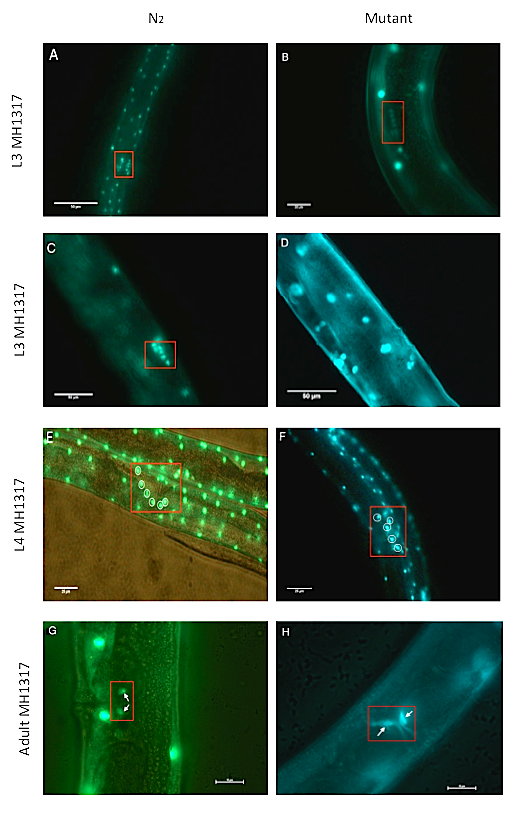 N2 Mutant
L3 MH1317
A B
L3 MH1317
C D
50 µm
L4 MH1317
E F
Adult MH1317
G H